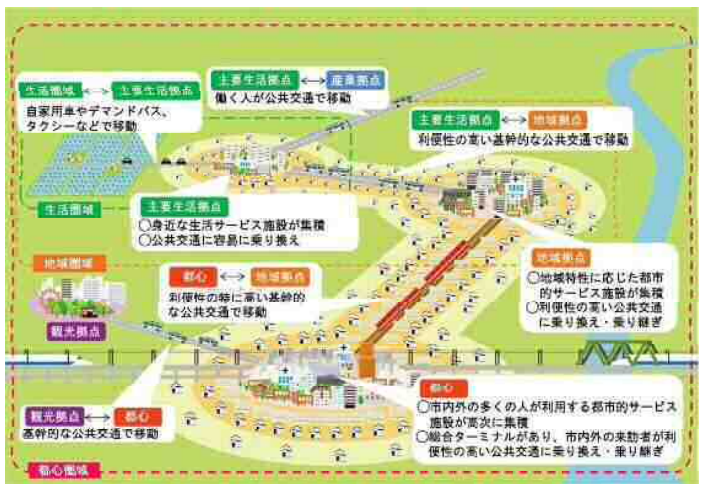 主要生活拠点 ⟷ 産業拠点
働く人が公共交通で移動
生活圏域 ⟷ 主要生活拠点
自家用車やデマンドバス、
タクシーなどで移動
主要生活拠点 ⟷ 地域拠点
利便性の高い基幹的な公共交通で移動
主要生活拠点
○身近な生活サービス施設が集積
○公共交通に容易に乗り換え
生活圏域
地域拠点
○地域特性に応じた都市
的サービス施設が集積
○利便性の高い公共交通
に乗り換え・乗り継ぎ
地域圏域
都心 ⟷ 地域拠点
利便性の特に高い基幹的
な公共交通で移動
観光拠点
都心
○市内外の多くの人が利用する都市的サービス
施設が高次に集積
○総合ターミナルがあり、市内外の来訪者が利
便性の高い公共交通に乗り換え・乗り継ぎ
観光拠点 ⟷ 都心
基幹的な公共交通で移動
都心圏域